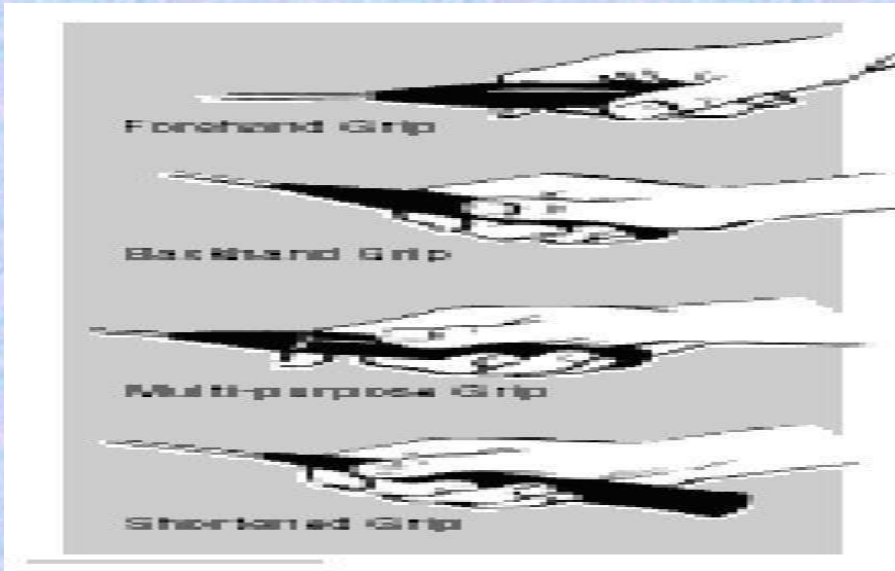 Forehand Grip
Backhand Grip
Multi-purpose Grip
Shortened Grip